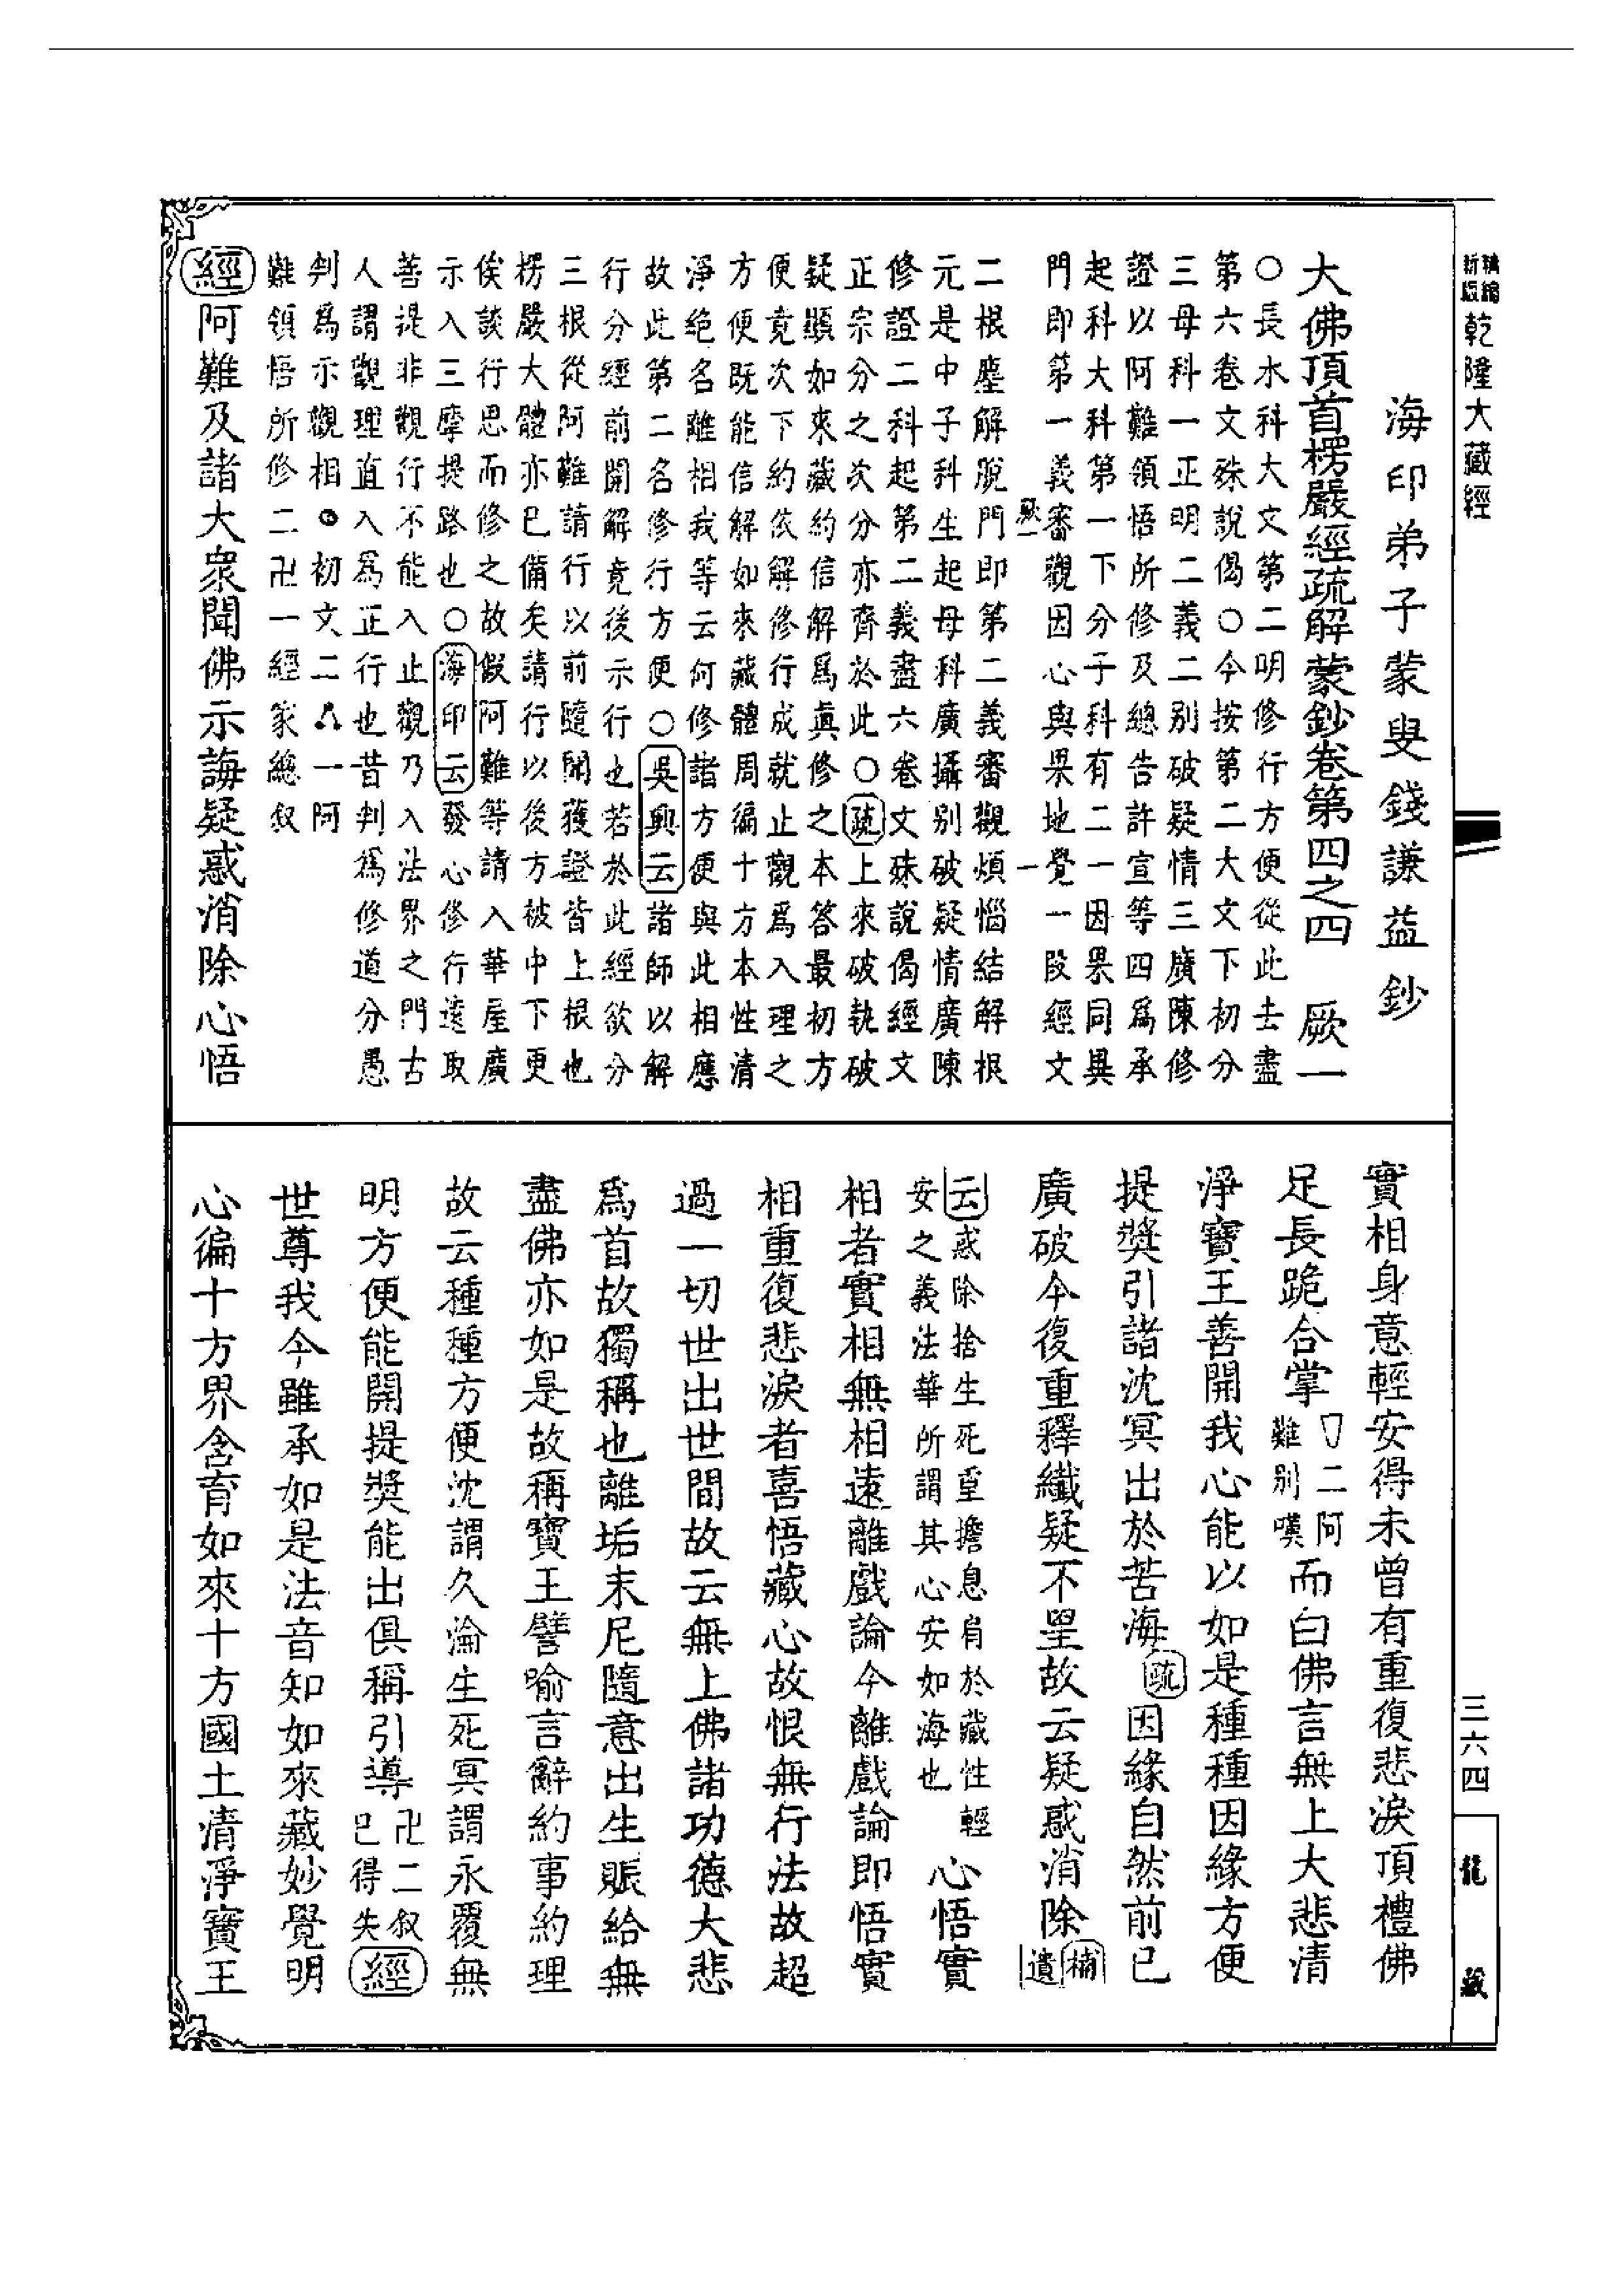 新版精縮乾隆大藏經
海印弟子蒙叟錢謙益鈔
大佛頂首楞嚴經疏解蒙鈔卷第四之四　厥一
○長水科大文第二明修行方便從此去盡
第六卷文殊說偈○今按第二大文下初分
三母科一正明二義二別破疑情三廣陳修
證以阿難領悟所修及總告許宣等四爲承
起科大科第一下分子科有二一因果同異
門即第一義審觀因心與果地覺一段經文
厥一　一
二根塵解脫門即第二義審觀煩惱結解根
元是中子科生起母科廣攝別破疑情廣陳
修證二科起第二義盡六卷文殊說偈經文
正宗分之次分亦齊於此○疏上來破執破
疑顯如來藏約信解爲眞修之本答最初方
便竟次下約依解修行成就止觀爲入理之
方便既能信解如來藏體周徧十方本性清
淨絕名離相我等云何修諸方便與此相應
故此第二名修行方便○吳興云諸師以解
行分經前開解竟後示行也若於此經欲分
三根從阿難請行以前隨聞獲證皆上根也
楞嚴大體亦已備矣請行以後方被中下更
俟談行思而修之故假阿難等請入華屋廣
示入三摩提路也○海印云發心修行遠取
菩提非觀行不能入止觀乃入法界之門古
人謂觀理直入爲正行也昔判爲修道分愚
判爲示觀相初文二一阿
難領悟所修二卍一經家總叙
經阿難及諸大眾聞佛示誨疑惑消除心悟
實相身意輕安得未曾有重復悲淚頂禮佛
足長跪合掌二阿難別嘆而白佛言無上大悲清
淨寶王善開我心能以如是種種因緣方便
提獎引諸沈冥出於苦海疏因緣自然前已
廣破今復重釋纖疑不罣故云疑惑消除補遺
云惑除捨生死重擔息肩於藏性輕安之義法華所謂其心安如海也心悟實
相者實相無相遠離戲論今離戲論即悟實
相重復悲淚者喜悟藏心故恨無行法故超
過一切世出世間故云無上佛諸功德大悲
爲首故獨稱也離垢末尼隨意出生賑給無
盡佛亦如是故稱寶王譬喻言辭約事約理
故云種種方便沈謂久淪生死冥謂永覆無
明方便能開提獎能出俱稱引導卍二叙已得失經
世尊我今雖承如是法音知如來藏妙覺明
心徧十方界含育如來十方國土清淨寶王
三六四
龍藏